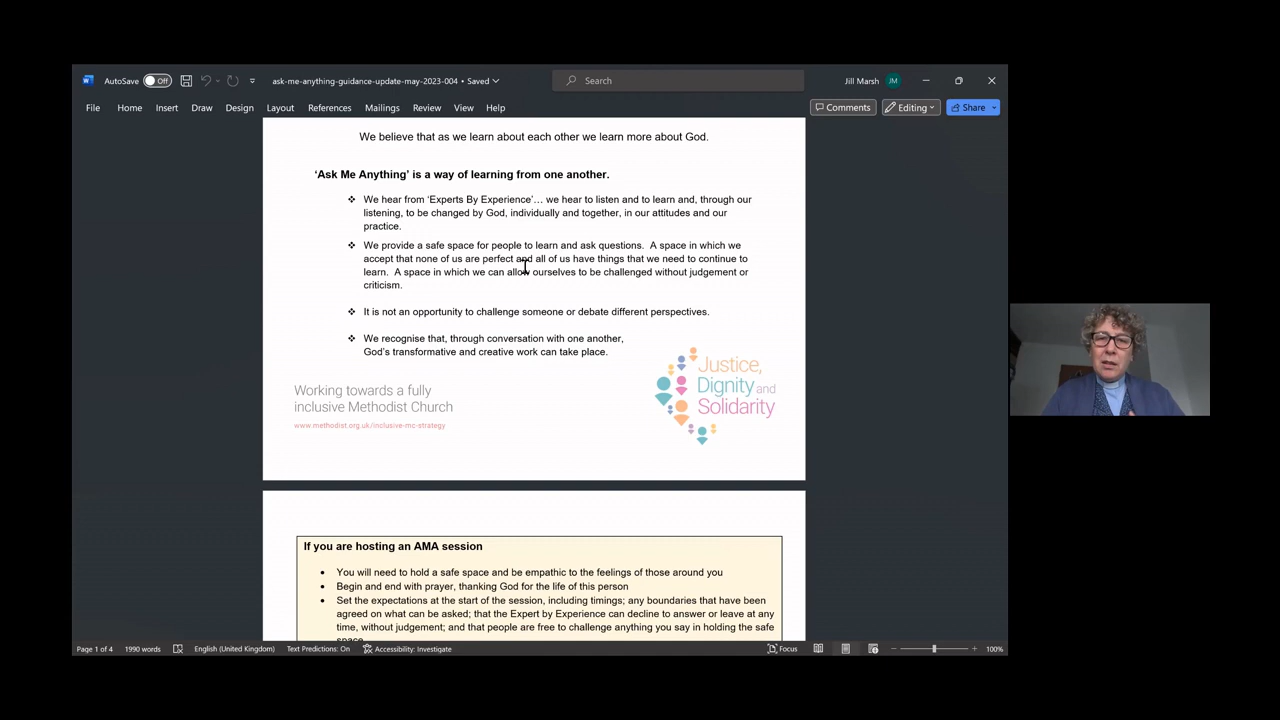 AutoSave Off ask-me-anything-guidance-update-may-2023-004 • Saved Search Jill Marsh JM
File Home Insert Draw Design Layout References Mailings Review View Help Comments Editing Share
We believe that as we learn about each other we learn more about God.
‘Ask Me Anything’ is a way of learning from one another.
❖ We hear from ‘Experts By Experience’… we hear to listen and to learn and, through our
listening, to be changed by God, individually and together, in our attitudes and our
practice.
❖ We provide a safe space for people to learn and ask questions. A space in which we
accept that none of us are perfect and all of us have things that we need to continue to
learn. A space in which we can allow ourselves to be challenged without judgement or
criticism.
❖ It is not an opportunity to challenge someone or debate different perspectives.
❖ We recognise that, through conversation with one another,
God’s transformative and creative work can take place.
Working towards a fully
inclusive Methodist Church
www.methodist.org.uk/inclusive-mc-strategy
Justice,
Dignity and
Solidarity
If you are hosting an AMA session
• You will need to hold a safe space and be empathic to the feelings of those around you
• Begin and end with prayer, thanking God for the life of this person
• Set the expectations at the start of the session, including timings; any boundaries that have been
agreed on what can be asked; that the Expert by Experience can decline to answer or leave at any
time, without judgement; and that people are free to challenge anything you say in holding the safe
space
Page 1 of 4 1990 words English (United Kingdom) Text Predictions: On Accessibility: Investigate Focus 100%